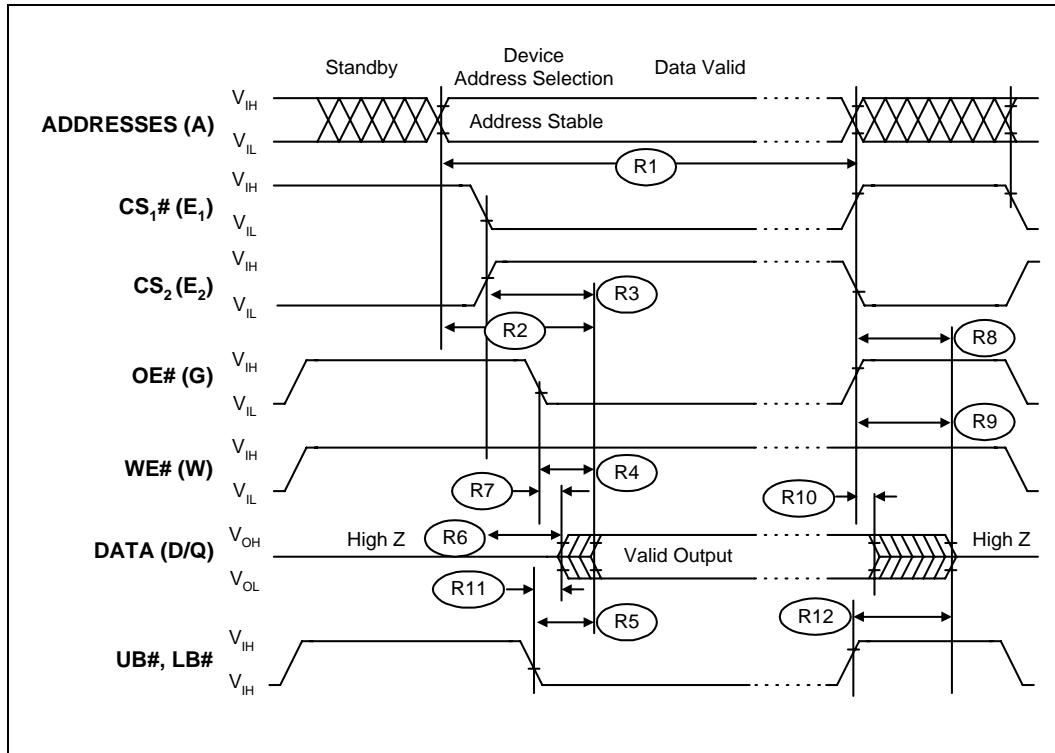 Device
Standby Address Selection Data Valid
V_IH
ADDRESSES (A) Address Stable
V_IL
R1
V_IH
CS_1# (E_1)
V_IL
V_IH
CS_2 (E_2)
V_IL
R3
R2
R8
V_IH
OE# (G)
V_IL
R9
V_IH
WE# (W)
V_IL
R4
R7
R10
R6
V_OH
High Z High Z
DATA (D/Q) Valid Output
V_OL
R11
R12
R5
V_IH
UB#, LB#
V_IH